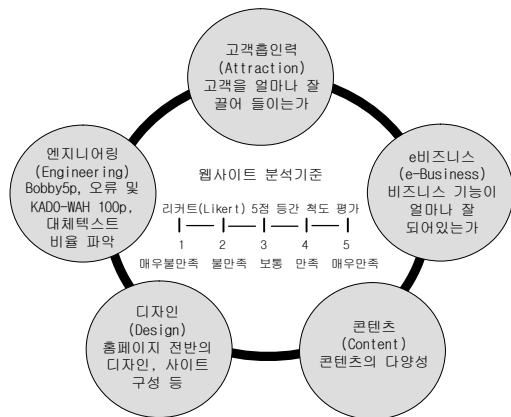 고객흡인력
(Attraction)
고객을 얼마나 잘
끌어 들이는가
엔지니어링
(Engineering)
Bobby5p, 오류 및
KADO-WAH 100p,
대체텍스트
비율 파악
e비즈니스
(e-Business)
비즈니스 기능이
얼마나 잘
되어있는가
웹사이트 분석기준
리커트(Likert) 5점 등간 척도 평가
1 2 3 4 5
매우불만족 불만족 보통 만족 매우만족
디자인
(Design)
홈페이지 전반의
디자인, 사이트
구성 등
콘텐츠
(Content)
콘텐츠의 다양성